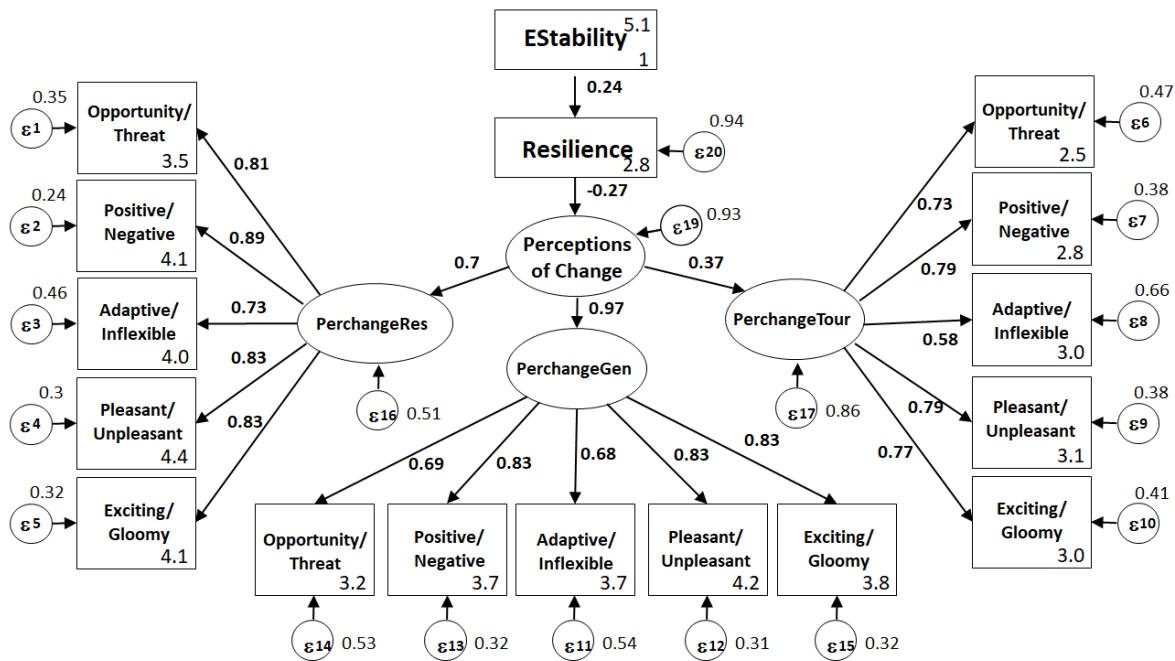 EStability 5.1
1
0.24
Resilience
2.8
ε20 0.94
-0.27
Perceptions
of Change
ε19 0.93
0.7
0.97
0.37
PerchangeRes
ε16 0.51
PerchangeGen
PerchangeTour
ε17 0.86
0.35
ε1
Opportunity/
Threat
3.5
0.81
0.24
ε2
Positive/
Negative
4.1
0.89
0.46
ε3
Adaptive/
Inflexible
4.0
0.73
0.3
ε4
Pleasant/
Unpleasant
4.4
0.83
0.32
ε5
Exciting/
Gloomy
4.1
0.83
0.69
Opportunity/
Threat
3.2
ε14 0.53
0.83
Positive/
Negative
3.7
ε13 0.32
0.68
Adaptive/
Inflexible
3.7
ε11 0.54
0.83
Pleasant/
Unpleasant
4.2
ε12 0.31
0.83
Exciting/
Gloomy
3.8
ε15 0.32
0.73
Opportunity/
Threat
2.5
0.47
ε6
0.79
Positive/
Negative
2.8
0.38
ε7
0.58
Adaptive/
Inflexible
3.0
0.66
ε8
0.79
Pleasant/
Unpleasant
3.1
0.38
ε9
0.77
Exciting/
Gloomy
3.0
0.41
ε10